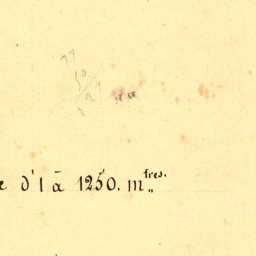 e d'1 à 1250. m tres.